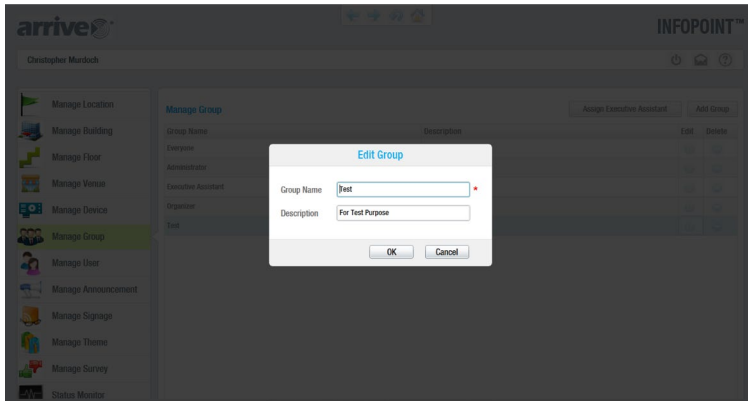 arrive
INFOPOINT™
Christopher Murdoch
Manage Location
Manage Building
Manage Floor
Manage Venue
Manage Device
Manage Group
Manage User
Manage Announcement
Manage Signage
Manage Theme
Manage Survey
Status Monitor
Manage Group
Assign Executive Assistant
Add Group
Group Name Description Edit Delete
Everyone
Administrator
Executive Assistant
Organizer
Test
Edit Group
Group Name Test *
Description For Test Purpose
OK Cancel